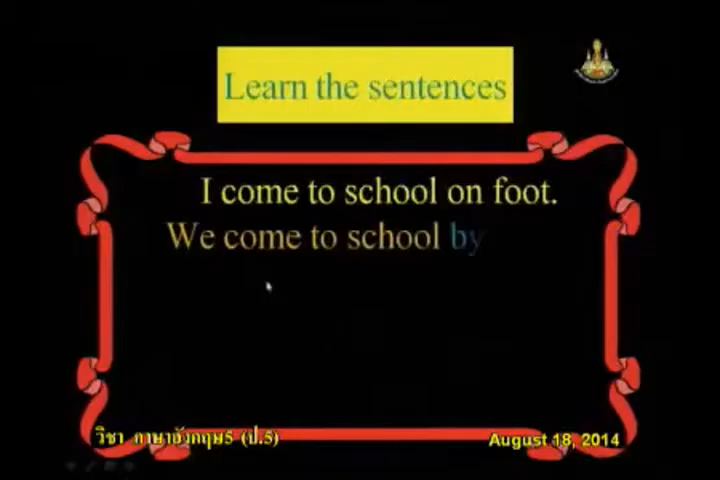 Learn the sentences
I come to school on foot.
We come to school by
วิชา ภาษาอังกฤษ5 (ป.5)
August 18, 2014